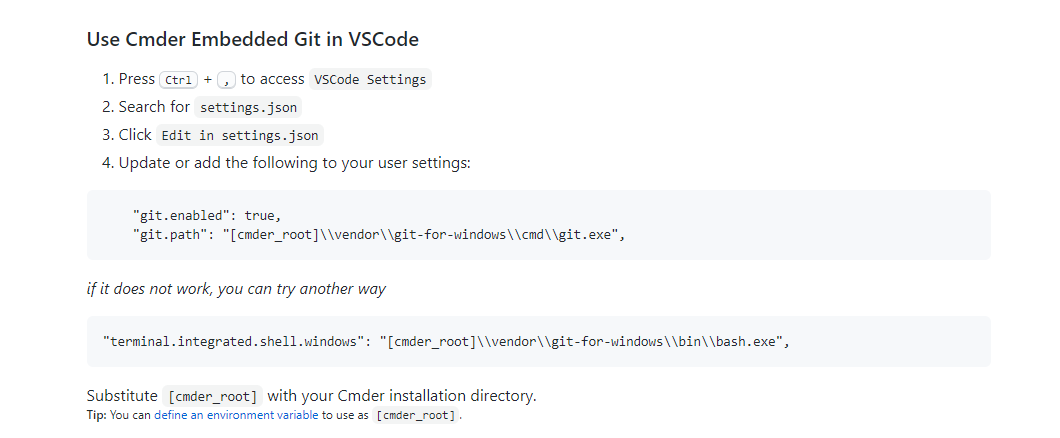 Use Cmder Embedded Git in VSCode
1. Press Ctrl + , to access VSCode Settings
2. Search for settings.json
3. Click Edit in settings.json
4. Update or add the following to your user settings:
"git.enabled": true,
"git.path": "[cmder_root]\\vendor\\git-for-windows\\cmd\\git.exe",
if it does not work, you can try another way
"terminal.integrated.shell.windows": "[cmder_root]\\vendor\\git-for-windows\\bin\\bash.exe",
Substitute [cmder_root] with your Cmder installation directory.
Tip: You can define an environment variable to use as [cmder_root] .